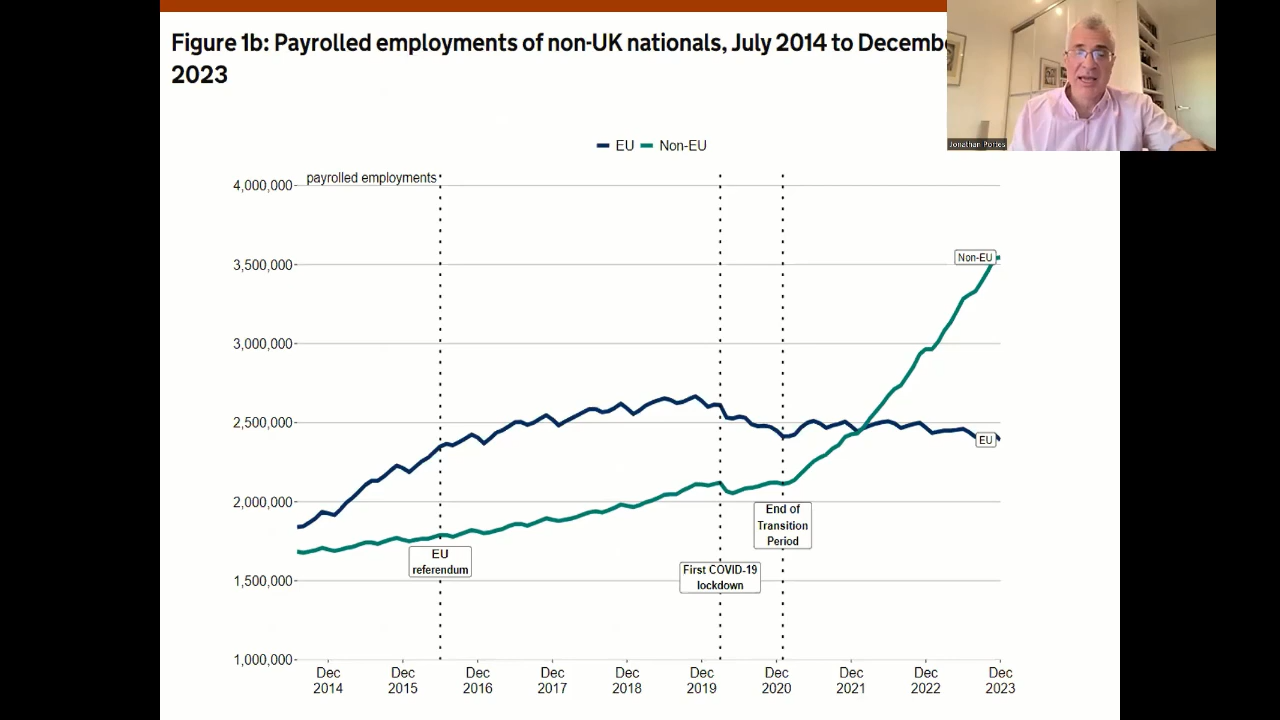 Figure 1b: Payrolled employments of non-UK nationals, July 2014 to Decemb
2023
Jonathan Portes
EU Non-EU
payrolled employments
4,000,000
3,500,000
3,000,000
2,500,000
2,000,000
1,500,000
1,000,000
Non-EU
EU
EU
referendum
First COVID-19
lockdown
End of
Transition
Period
Dec
2014
Dec
2015
Dec
2016
Dec
2017
Dec
2018
Dec
2019
Dec
2020
Dec
2021
Dec
2022
Dec
2023